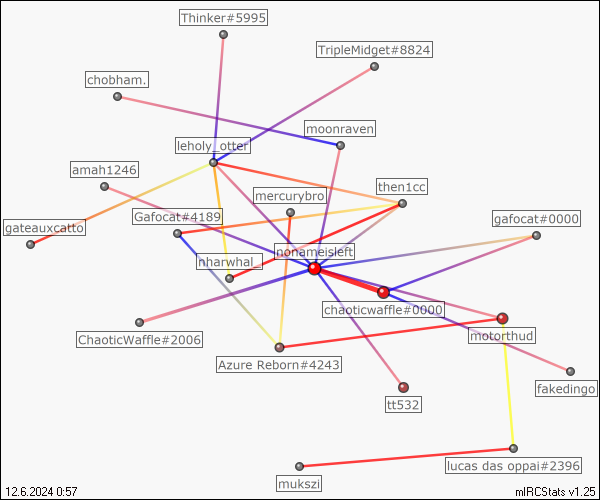 Thinker#5995
TripleMidget#8824
chobham.
moonraven
leholy_otter
amah1246
mercurybro
then1cc
gateauxcatto
Gafocat#4189
gafocat#0000
nonameisleft
nharwhal_
chaoticwaffle#0000
ChaoticWaffle#2006
motorthud
Azure Reborn#4243
fakedingo
tt532
lucas das oppai#2396
mukszi
12.6.2024 0:57
mIRCStats v1.25